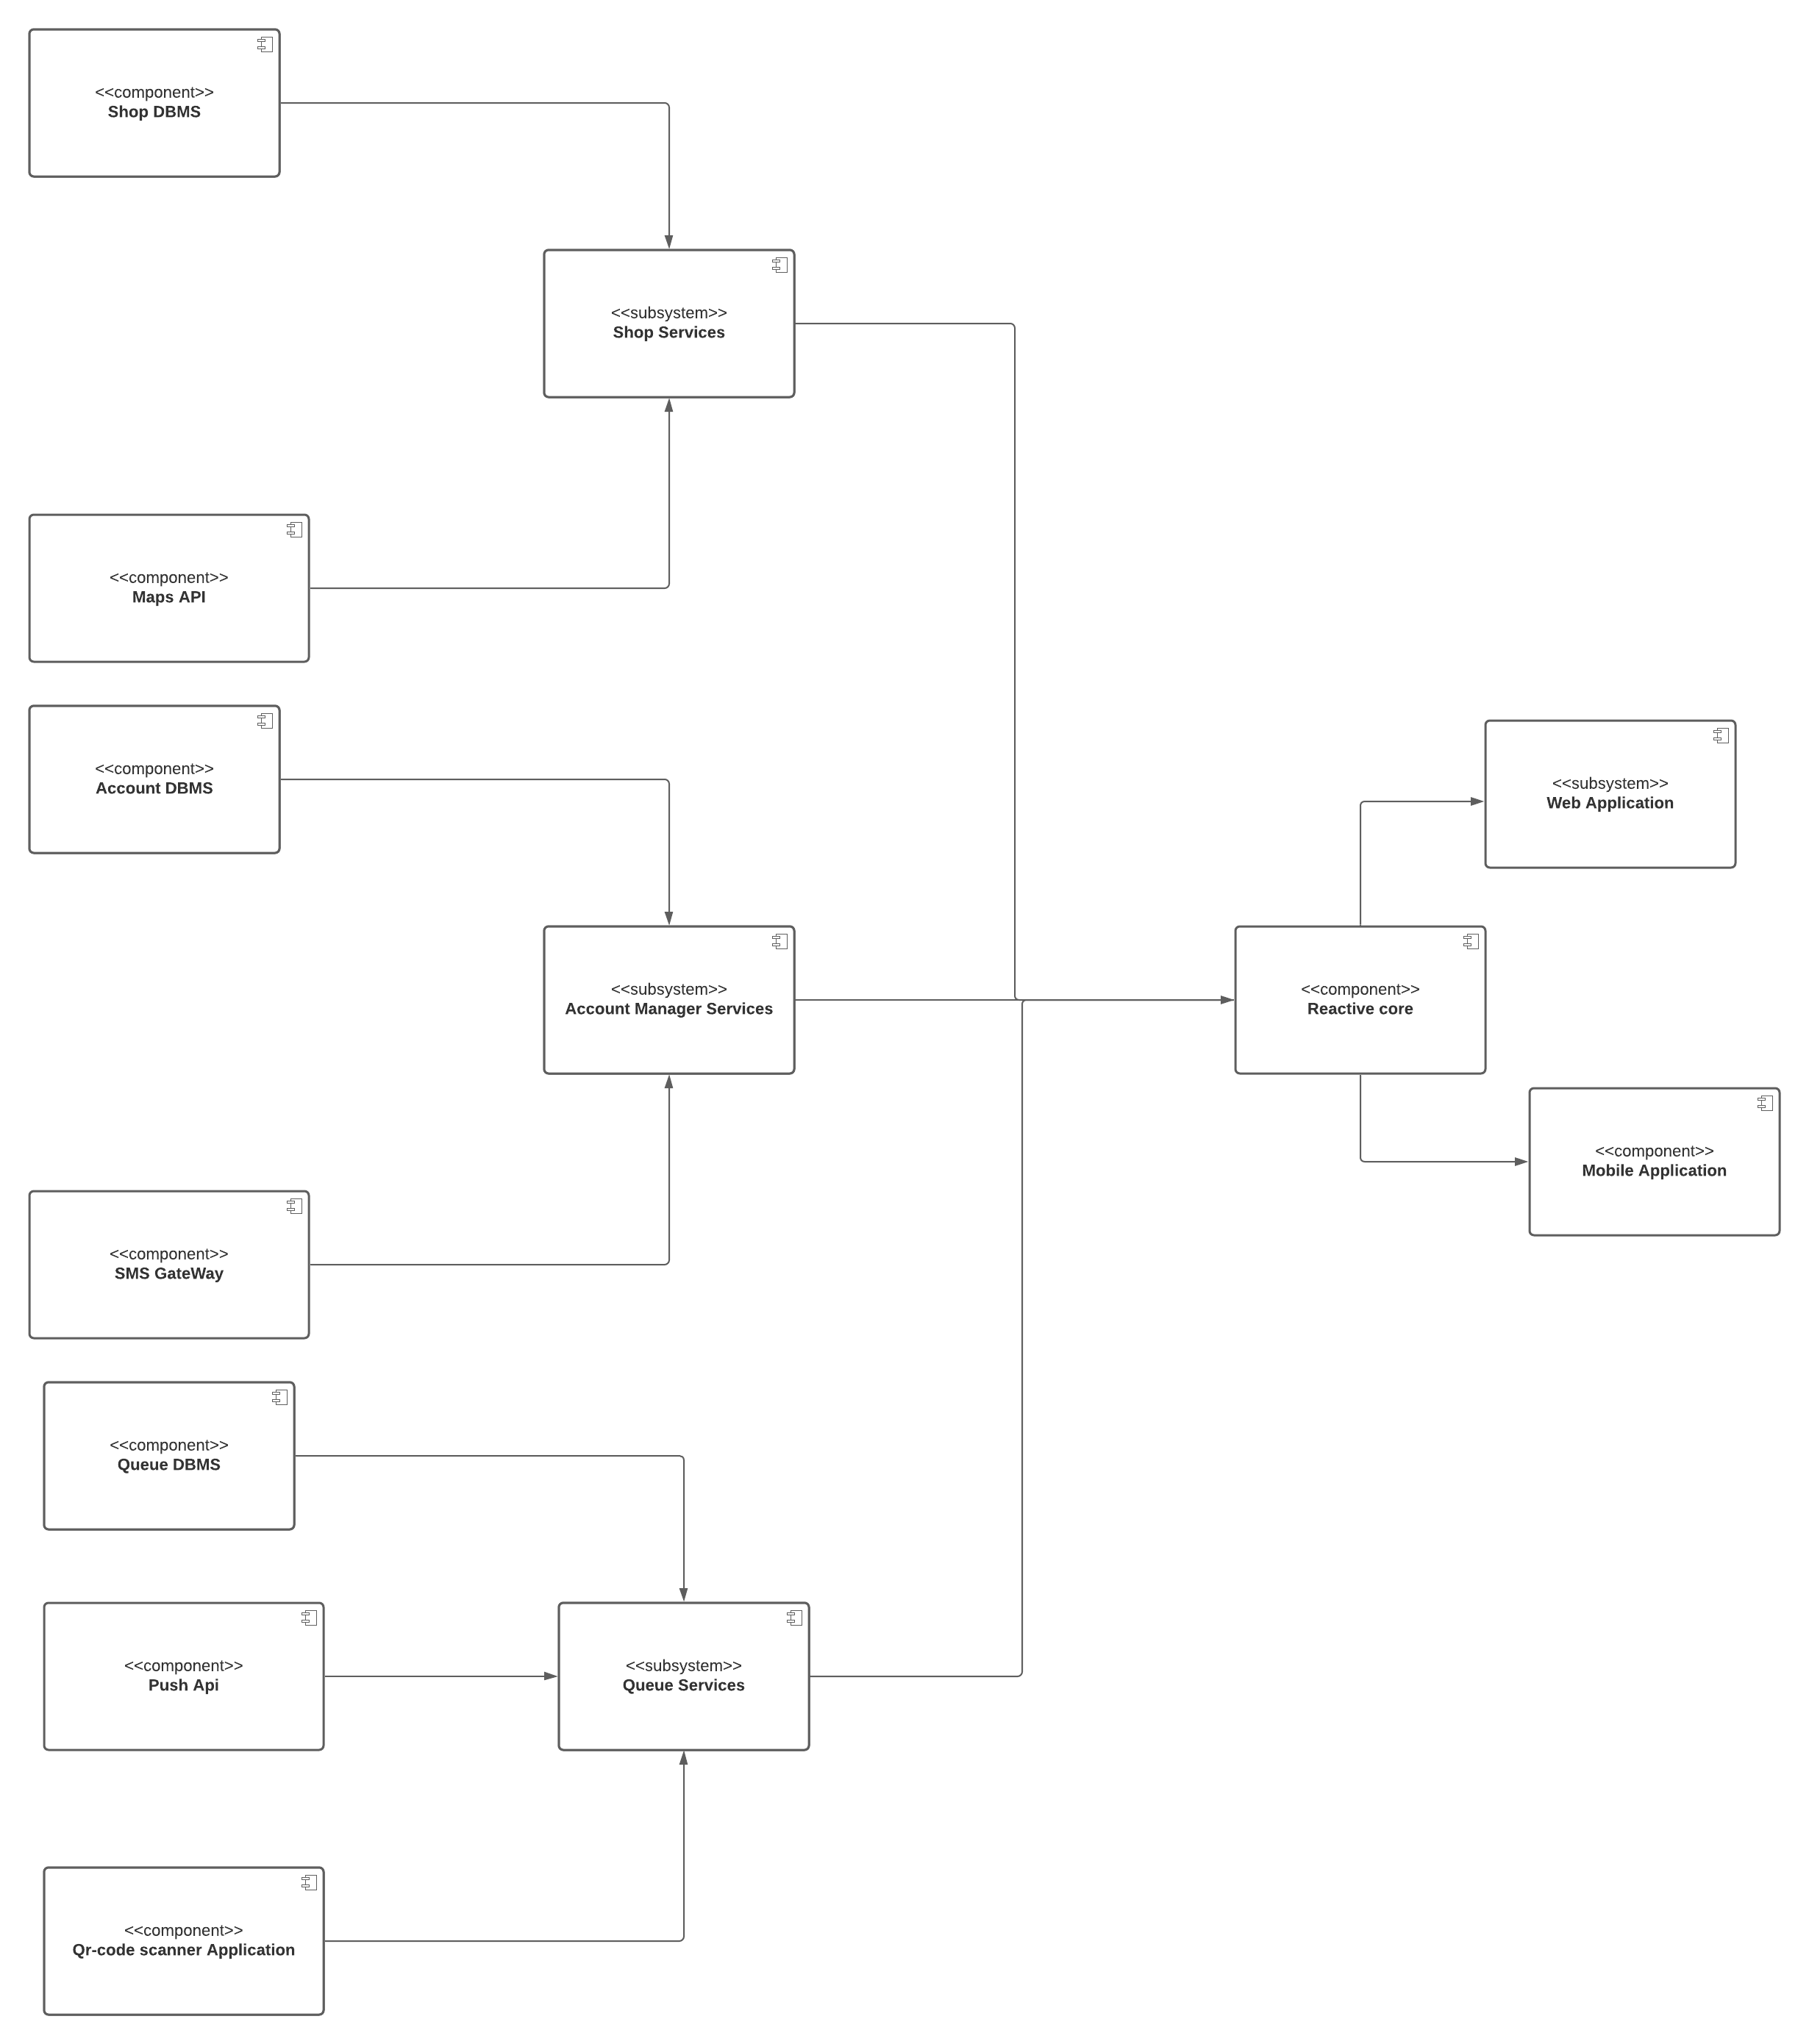 <<component>>
Shop DBMS
<<subsystem>>
Shop Services
<<component>>
Maps API
<<component>>
Account DBMS
<<subsystem>>
Web Application
<<subsystem>>
Account Manager Services
<<component>>
Reactive core
<<component>>
Mobile Application
<<component>>
SMS GateWay
<<component>>
Queue DBMS
<<component>>
Push Api
<<subsystem>>
Queue Services
<<component>>
Qr-code scanner Application